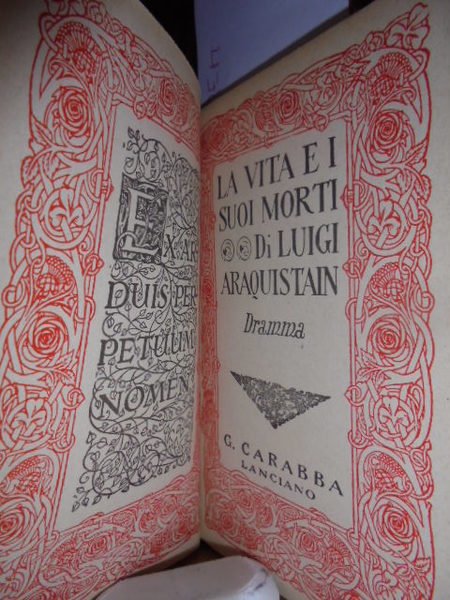 EX·AR
DUIS·PER
PETUUM
NOMEN
LA VITA E I
SUOI MORTI
Di LUIGI
ARAQUISTAIN
Dramma
G. CARABBA
LANCIANO